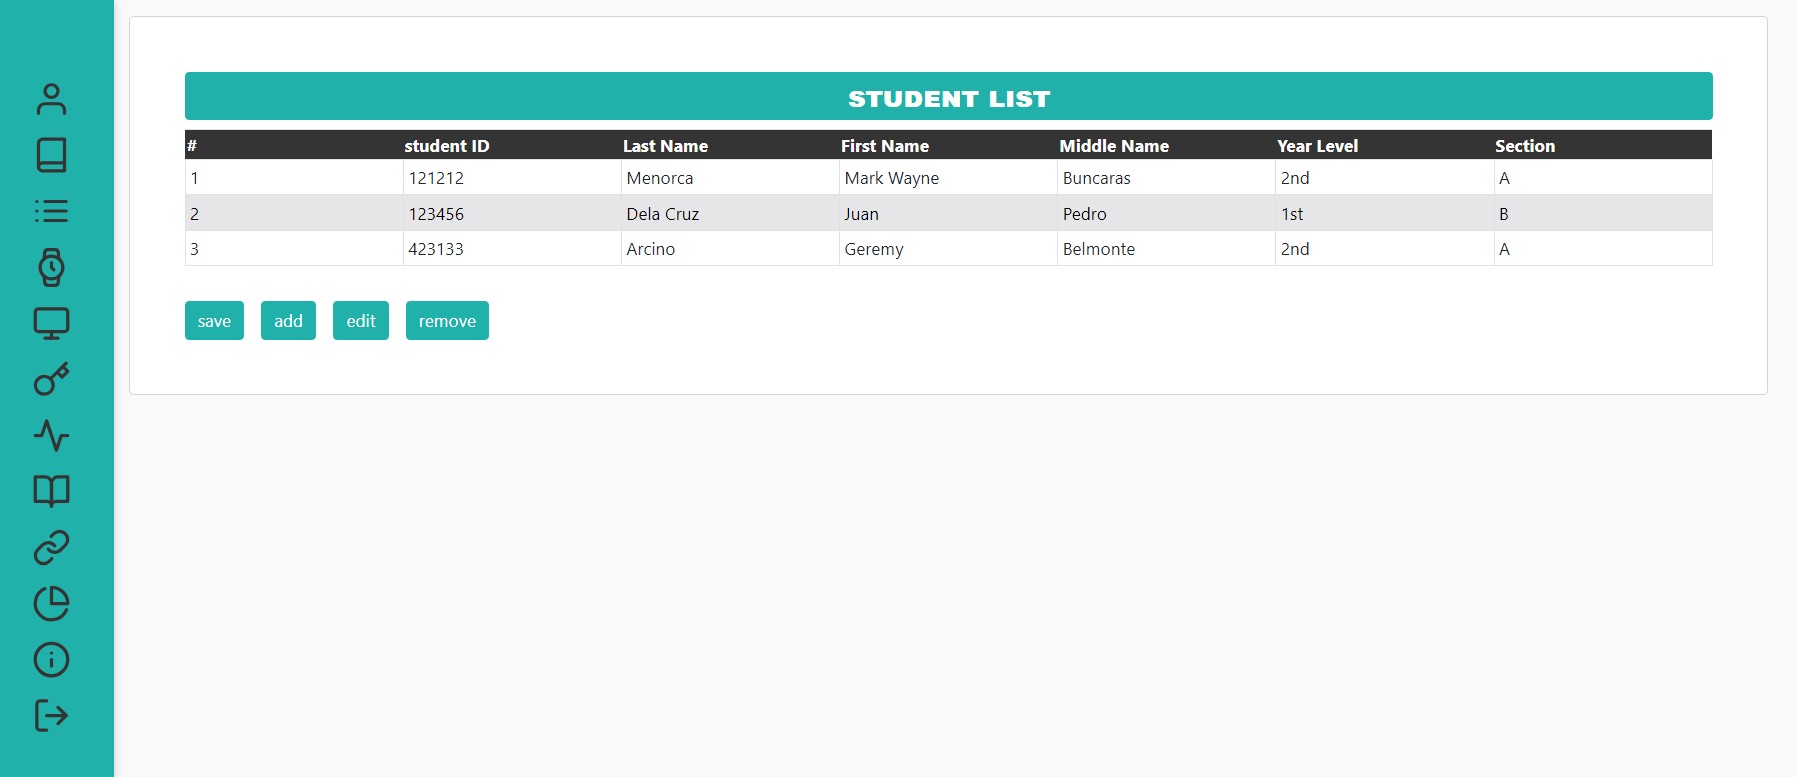 STUDENT LIST
# student ID Last Name First Name Middle Name Year Level Section
1 121212 Menorca Mark Wayne Buncaras 2nd A
2 123456 Dela Cruz Juan Pedro 1st B
3 423133 Arcino Geremy Belmonte 2nd A
save add edit remove